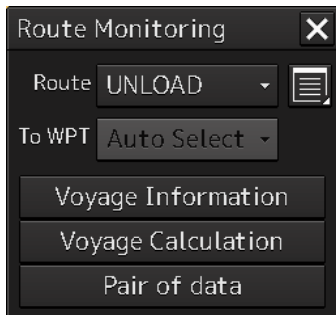 Route Monitoring
Route UNLOAD
To WPT Auto Select
Voyage Information
Voyage Calculation
Pair of data